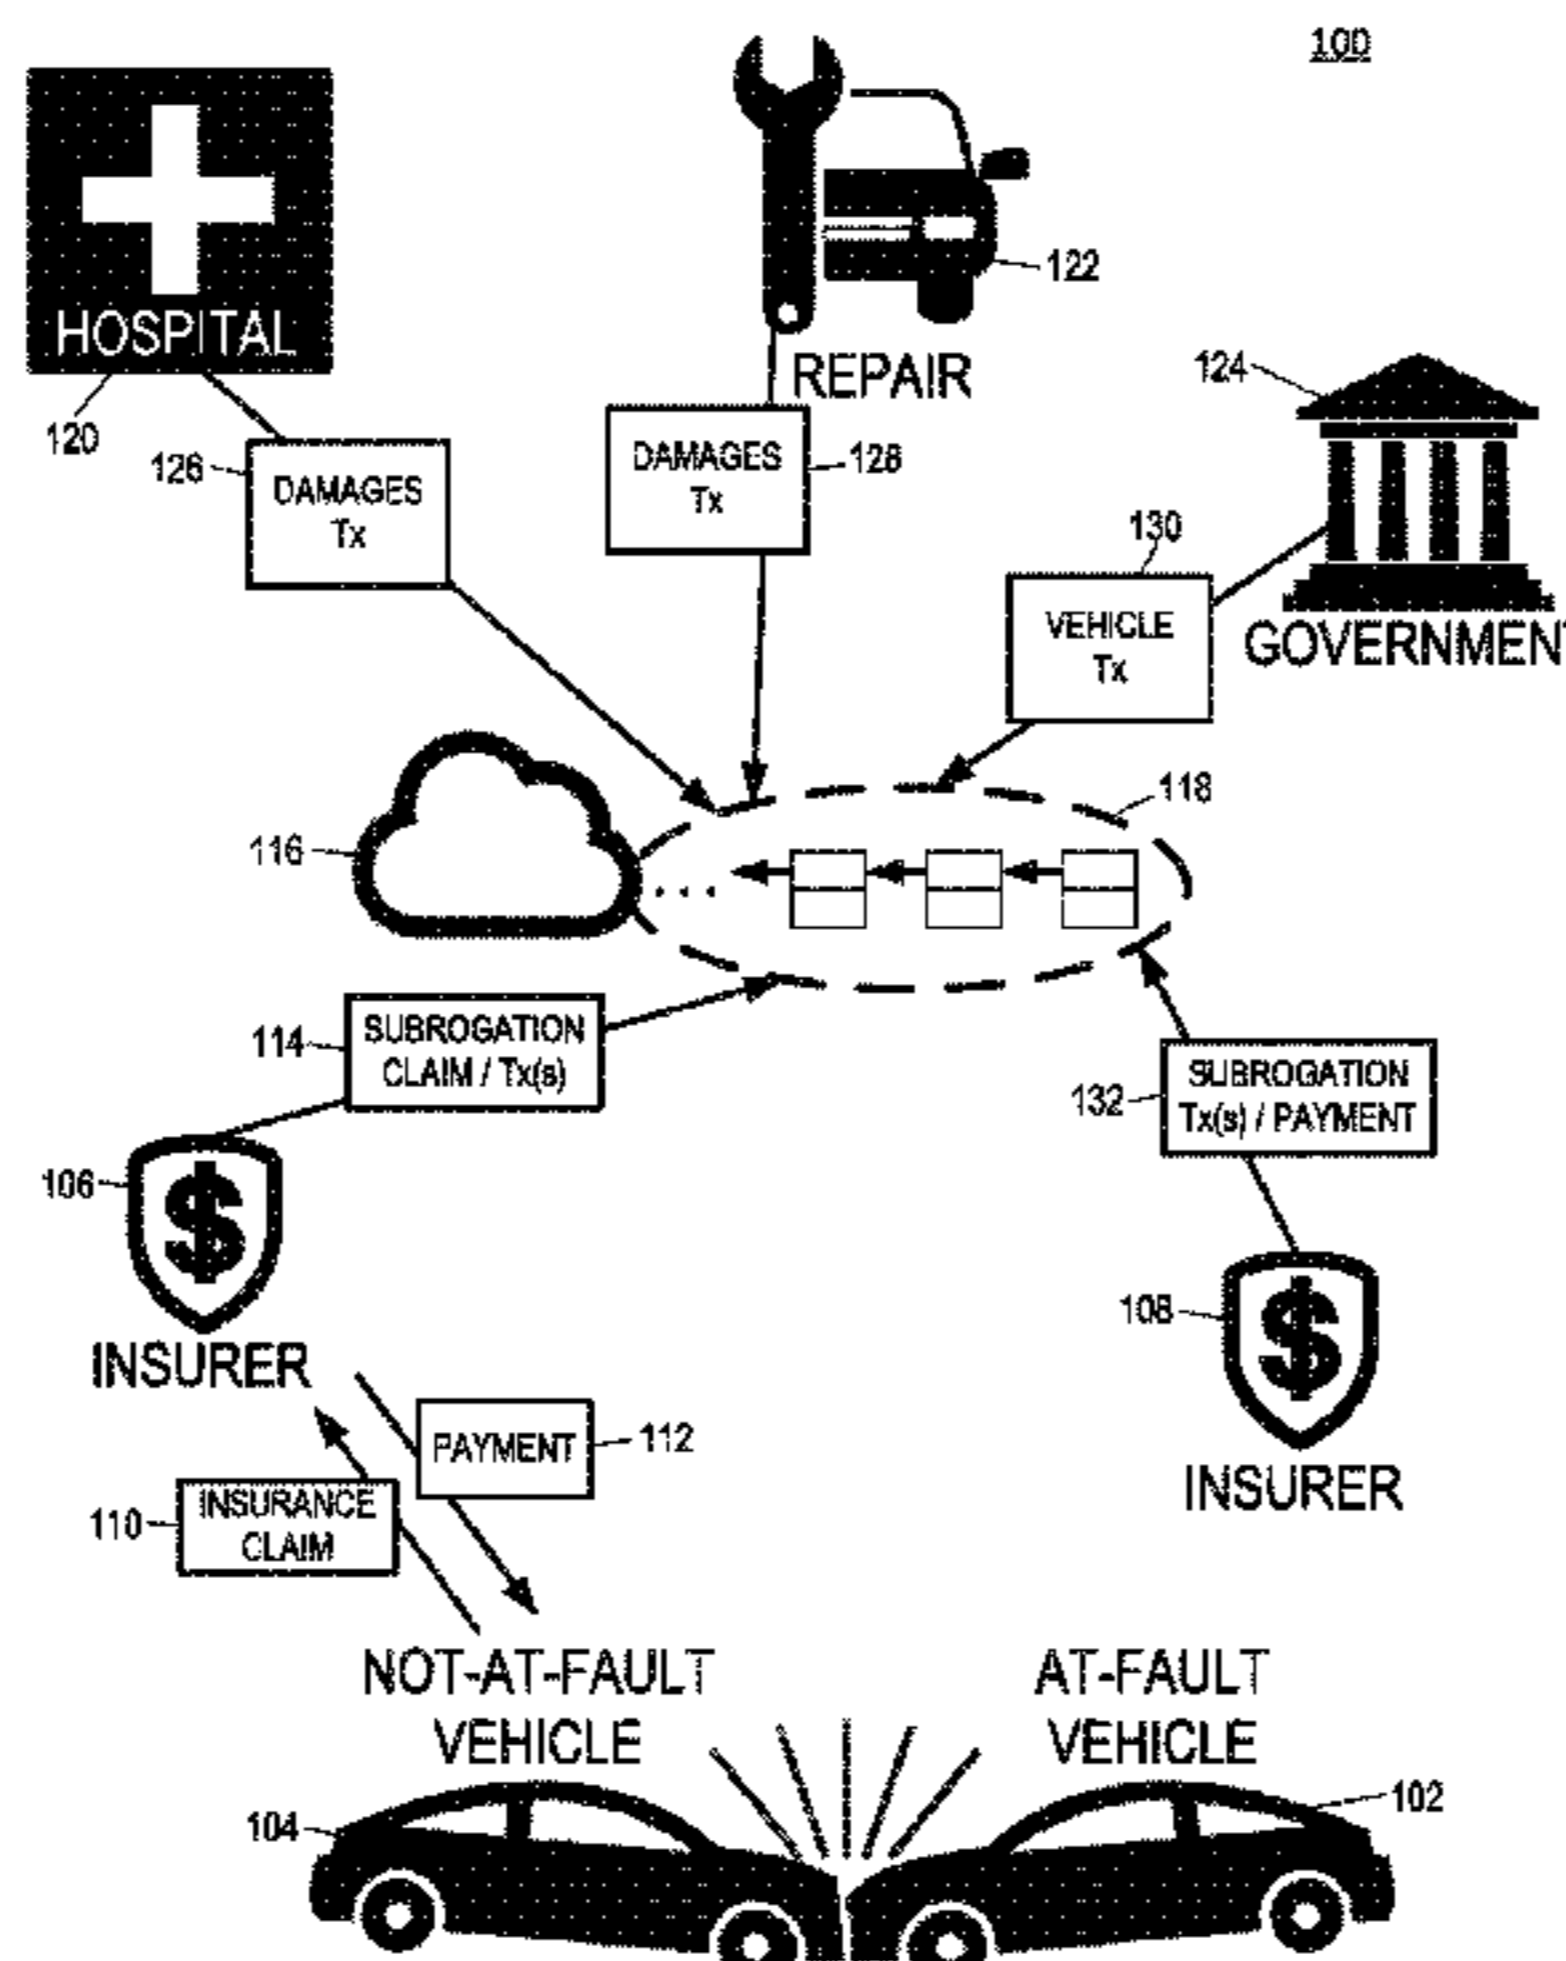 100
HOSPITAL
122
REPAIR
124
120
126
DAMAGES
Tx
DAMAGES
Tx
128
130
VEHICLE
Tx
GOVERNMENT
118
116
. . .
114
SUBROGATION
CLAIM / Tx(s)
132
SUBROGATION
Tx(s) / PAYMENT
106
$
INSURER
108
$
INSURER
PAYMENT
112
110
INSURANCE
CLAIM
NOT-AT-FAULT
VEHICLE
AT-FAULT
VEHICLE
104
102